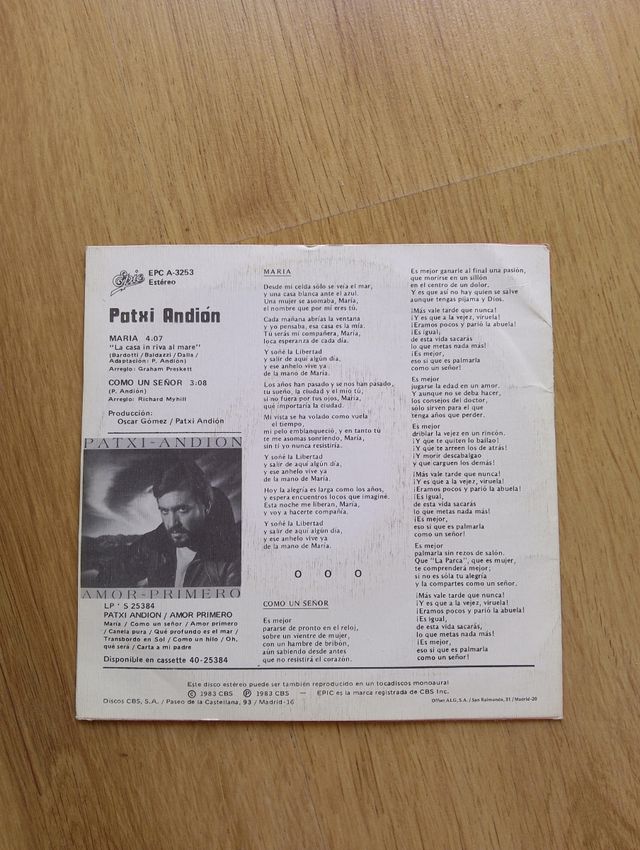 Epic
EPC A-3253
Estéreo
Patxi Andión
MARIA 4:07
"La casa in riva al mare"
(Bardotti / Baldazzi / Dalla /
Adaptación: P. Andión)
Arreglo: Graham Preskett
COMO UN SEÑOR 3:08
(P. Andión)
Arreglo: Richard Myhill
Producción:
Oscar Gómez / Patxi Andión
PATXI-ANDION
AMOR-PRIMERO
LP ' S 25384
PATXI ANDION / AMOR PRIMERO
Maria / Como un señor / Amor primero
/ Canela pura / Qué profundo es el mar /
Transbordo en Sol / Como un hilo / Oh,
qué será / Carta a mi padre
Disponible en cassette 40-25384
MARIA
Desde mi celda sólo se veía el mar,
y una casa blanca ante el azul.
Una mujer se asomaba, María,
el nombre que por mí eres tú.
Cada mañana abrías la ventana
y yo pensaba, esa casa es la mía.
Tú serás mi compañera, María,
loca esperanza de cada día.
Y soñé la Libertad
y salir de aquí algún día,
y ese anhelo vive ya
de la mano de María.
Los años han pasado y se nos han pasado,
tu sueño, la ciudad y el mío tú,
si no fuera por tus ojos, María,
qué importaría la ciudad.
Mi vista se ha volado como vuela
el tiempo,
mi pelo emblanqueció, y en tanto tú
te me asomas sonriendo, María,
sin tí yo nunca resistiría.
Y soñé la Libertad
y salir de aquí algún día,
y ese anhelo vive ya
de la mano de María.
Hoy la alegría es larga como los años,
y espera encuentros locos que imaginé.
Esta noche me liberan, María,
y voy a hacerte compañía.
Y soñé la Libertad
y salir de aquí algún día,
y ese anhelo vive ya
de la mano de María.
o o o
COMO UN SEÑOR
Es mejor
pararse de pronto en el reloj,
sobre un vientre de mujer,
con un hambre de bribón,
aún sabiendo desde antes
que no resistirá el corazón.
Es mejor ganarle al final una pasión,
que morirse en un sillón
en el centro de un dolor.
Y es que así no hay quien se salve
aunque tengas pijama y Dios.
¡Más vale tarde que nunca!
¡Y es que a la vejez, viruela!
¡Eramos pocos y parió la abuela!
¡Es igual,
de esta vida sacarás
lo que metas nada más!
¡Es mejor,
eso si que es palmarla
como un señor!
Es mejor
jugarse la edad en un amor.
Y aunque no se deba hacer,
los consejos del doctor,
sólo sirven para el que
tenga años que perder.
Es mejor
driblar la vejez en un rincón.
¡Y que te quiten lo bailao!
¡Y que te arreen los de atrás!
¡Y morir descabalgao
y que carguen los demás!
¡Más vale tarde que nunca!
¡Y es que a la vejez, viruela!
¡Eramos pocos y parió la abuela!
¡Es igual,
de esta vida sacarás
lo que metas nada más!
¡Es mejor,
eso si que es palmarla
como un señor!
Es mejor
palmarla sin rezos de salón.
Que "La Parca", que es mujer,
te comprenderá mejor;
si no es sóla tu alegría
y la compartes como un señor.
¡Más vale tarde que nunca!
¡Y es que a la vejez, viruela!
¡Eramos pocos y parió la abuela!
¡Es igual,
de esta vida sacarás,
lo que metas nada más!
¡Es mejor,
eso si que es palmarla
como un señor!
Este disco estéreo puede ser también reproducido en un tocadiscos monoaural
© 1983 CBS ℗ 1983 CBS — EPIC es la marca registrada de CBS Inc.
Discos CBS, S.A. / Paseo de la Castellana, 93 / Madrid-16
Offset ALG, S.A. / San Raimundo, 31 / Madrid-20